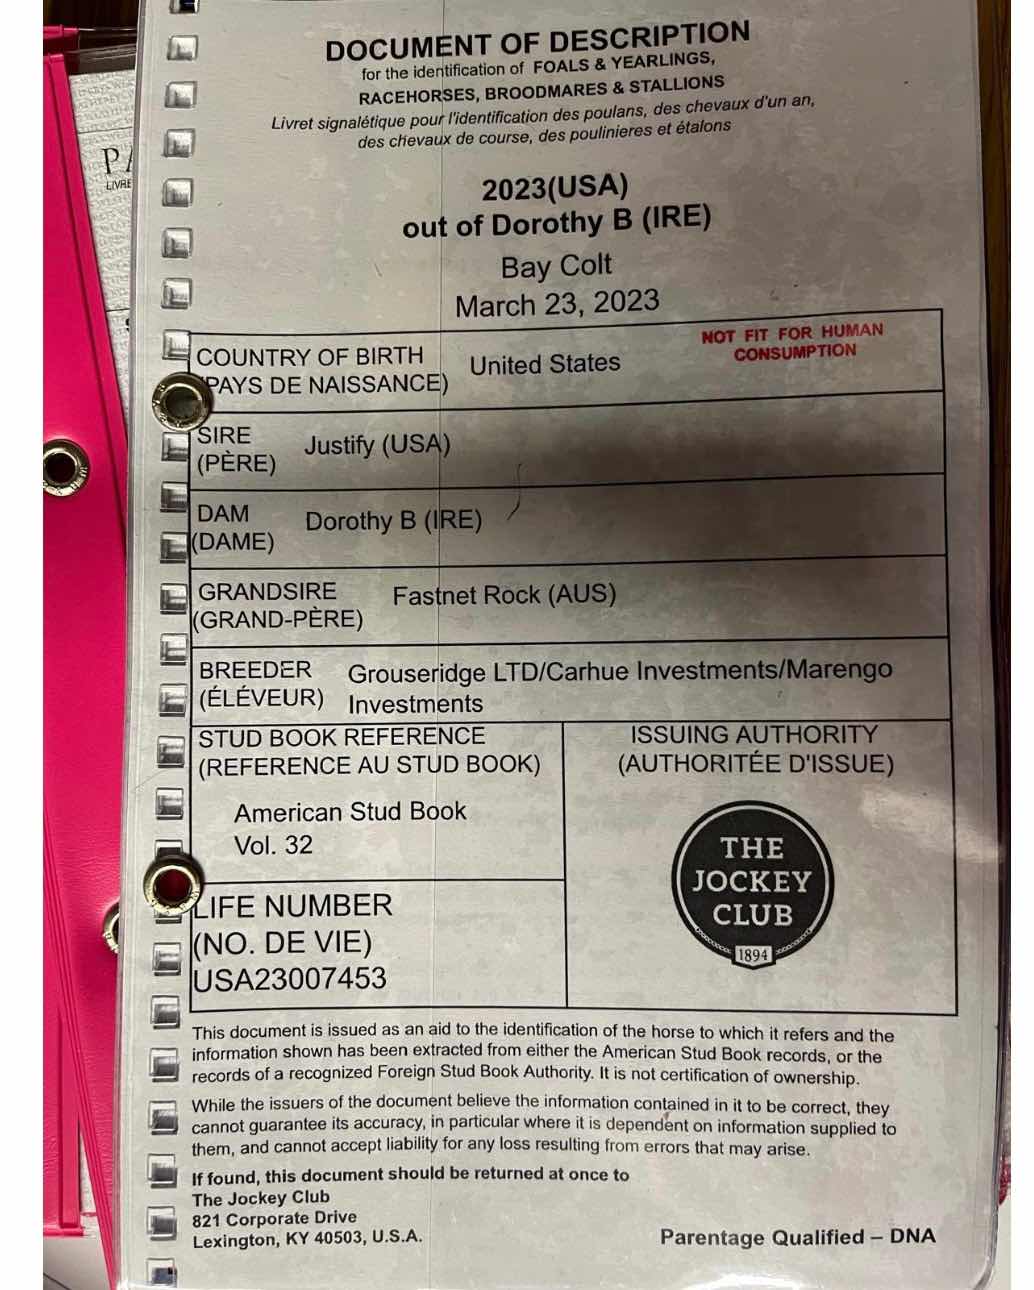 DOCUMENT OF DESCRIPTION
for the identification of FOALS & YEARLINGS,
RACEHORSES, BROODMARES & STALLIONS
Livret signalétique pour l'identification des poulans, des chevaux d'un an,
des chevaux de course, des poulinieres et étalons
2023(USA)
out of Dorothy B (IRE)
Bay Colt
March 23, 2023
NOT FIT FOR HUMAN
CONSUMPTION
COUNTRY OF BIRTH United States
(PAYS DE NAISSANCE)
SIRE Justify (USA)
(PÈRE)
DAM Dorothy B (IRE)
(DAME)
GRANDSIRE Fastnet Rock (AUS)
(GRAND-PÈRE)
BREEDER Grouseridge LTD/Carhue Investments/Marengo
(ÉLÉVEUR) Investments
STUD BOOK REFERENCE
(REFERENCE AU STUD BOOK)
American Stud Book
Vol. 32
LIFE NUMBER
(NO. DE VIE)
USA23007453
ISSUING AUTHORITY
(AUTHORITÉE D'ISSUE)
THE
JOCKEY
CLUB
1894
This document is issued as an aid to the identification of the horse to which it refers and the
information shown has been extracted from either the American Stud Book records, or the
records of a recognized Foreign Stud Book Authority. It is not certification of ownership.
While the issuers of the document believe the information contained in it to be correct, they
cannot guarantee its accuracy, in particular where it is dependent on information supplied to
them, and cannot accept liability for any loss resulting from errors that may arise.
If found, this document should be returned at once to
The Jockey Club
821 Corporate Drive
Lexington, KY 40503, U.S.A.
Parentage Qualified – DNA